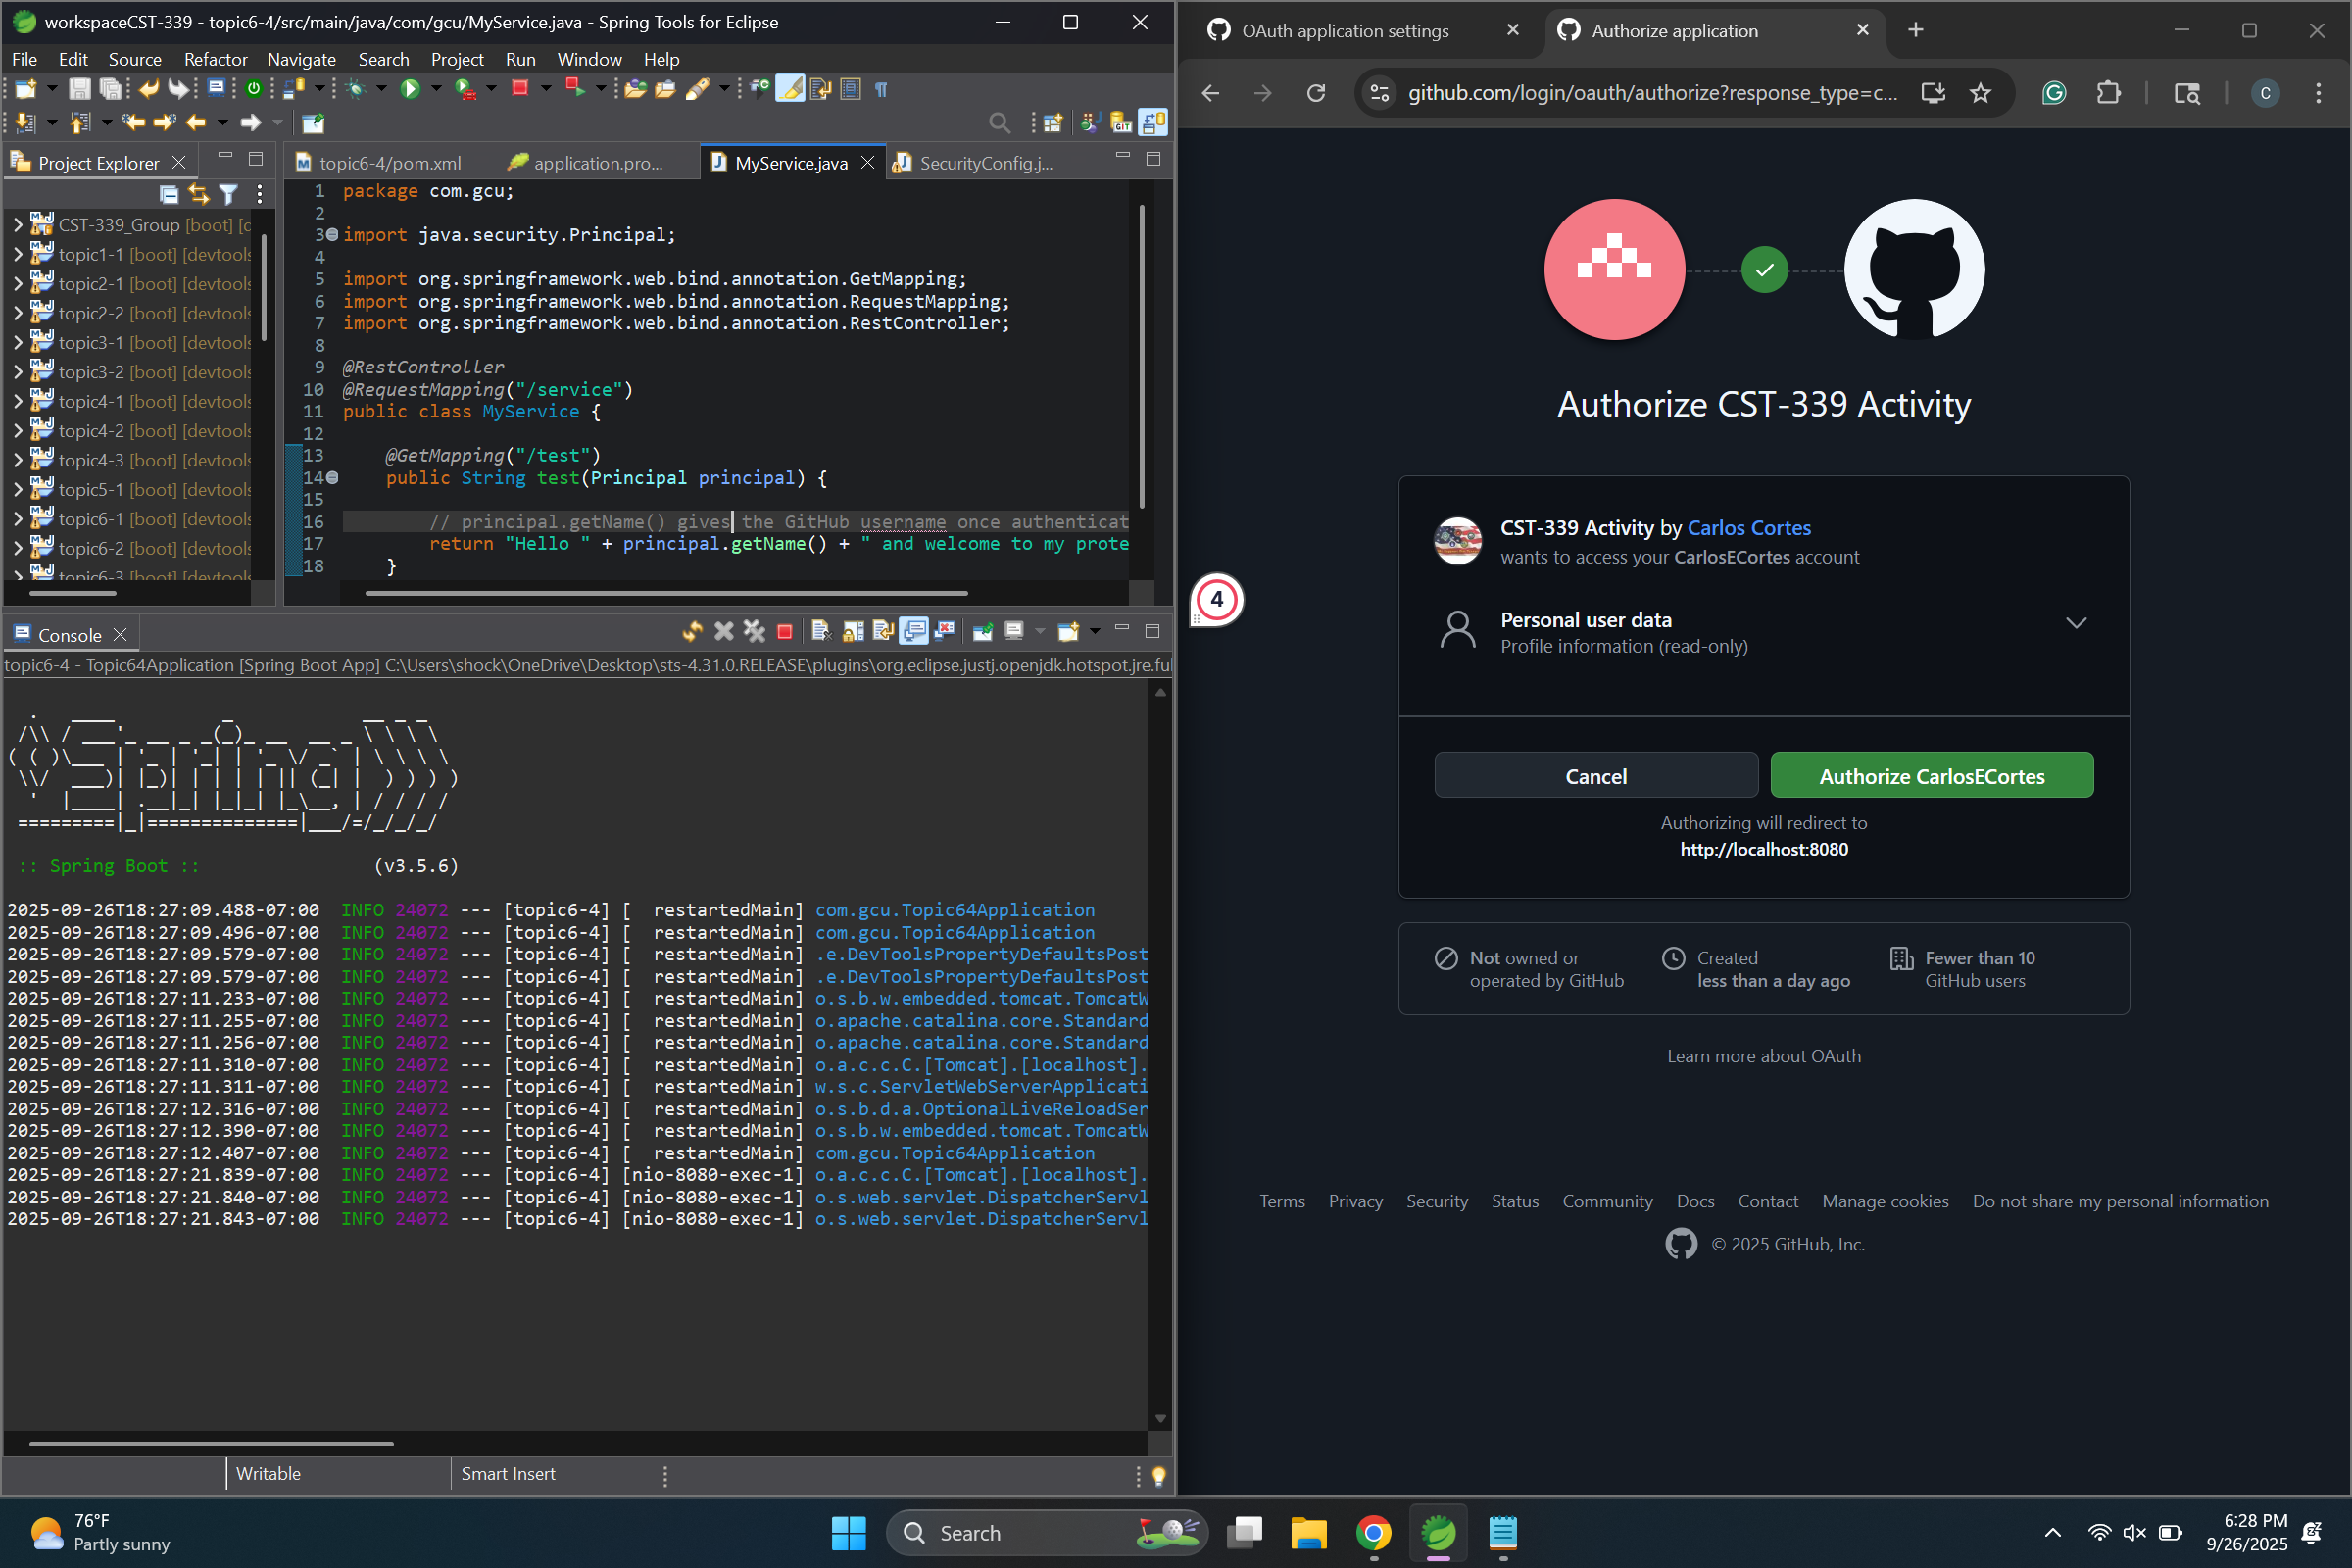 workspaceCST-339 - topic6-4/src/main/java/com/gcu/MyService.java - Spring Tools for Eclipse
File Edit Source Refactor Navigate Search Project Run Window Help
Project Explorer
CST-339_Group [boot] [d
topic1-1 [boot] [devtools
topic2-1 [boot] [devtools
topic2-2 [boot] [devtools
topic3-1 [boot] [devtools
topic3-2 [boot] [devtools
topic4-1 [boot] [devtools
topic4-2 [boot] [devtools
topic4-3 [boot] [devtools
topic5-1 [boot] [devtools
topic6-1 [boot] [devtools
topic6-2 [boot] [devtools
topic6-3 [boot] [devtools
topic6-4/pom.xml application.pro... MyService.java SecurityConfig.j...
1 package com.gcu;
2
3 import java.security.Principal;
4
5 import org.springframework.web.bind.annotation.GetMapping;
6 import org.springframework.web.bind.annotation.RequestMapping;
7 import org.springframework.web.bind.annotation.RestController;
8
9 @RestController
10 @RequestMapping("/service")
11 public class MyService {
12
13 @GetMapping("/test")
14 public String test(Principal principal) {
15
16 // principal.getName() gives the GitHub username once authenticat
17 return "Hello " + principal.getName() + " and welcome to my prote
18 }
Console
topic6-4 - Topic64Application [Spring Boot App] C:\Users\shock\OneDrive\Desktop\sts-4.31.0.RELEASE\plugins\org.eclipse.justj.openjdk.hotspot.jre.ful
:: Spring Boot :: (v3.5.6)
2025-09-26T18:27:09.488-07:00 INFO 24072 --- [topic6-4] [ restartedMain] com.gcu.Topic64Application
2025-09-26T18:27:09.496-07:00 INFO 24072 --- [topic6-4] [ restartedMain] com.gcu.Topic64Application
2025-09-26T18:27:09.579-07:00 INFO 24072 --- [topic6-4] [ restartedMain] .e.DevToolsPropertyDefaultsPost
2025-09-26T18:27:09.579-07:00 INFO 24072 --- [topic6-4] [ restartedMain] .e.DevToolsPropertyDefaultsPost
2025-09-26T18:27:11.233-07:00 INFO 24072 --- [topic6-4] [ restartedMain] o.s.b.w.embedded.tomcat.TomcatW
2025-09-26T18:27:11.255-07:00 INFO 24072 --- [topic6-4] [ restartedMain] o.apache.catalina.core.Standard
2025-09-26T18:27:11.256-07:00 INFO 24072 --- [topic6-4] [ restartedMain] o.apache.catalina.core.Standard
2025-09-26T18:27:11.310-07:00 INFO 24072 --- [topic6-4] [ restartedMain] o.a.c.c.C.[Tomcat].[localhost].
2025-09-26T18:27:11.311-07:00 INFO 24072 --- [topic6-4] [ restartedMain] w.s.c.ServletWebServerApplicati
2025-09-26T18:27:12.316-07:00 INFO 24072 --- [topic6-4] [ restartedMain] o.s.b.d.a.OptionalLiveReloadSer
2025-09-26T18:27:12.390-07:00 INFO 24072 --- [topic6-4] [ restartedMain] o.s.b.w.embedded.tomcat.TomcatW
2025-09-26T18:27:12.407-07:00 INFO 24072 --- [topic6-4] [ restartedMain] com.gcu.Topic64Application
2025-09-26T18:27:21.839-07:00 INFO 24072 --- [topic6-4] [nio-8080-exec-1] o.a.c.c.C.[Tomcat].[localhost].
2025-09-26T18:27:21.840-07:00 INFO 24072 --- [topic6-4] [nio-8080-exec-1] o.s.web.servlet.DispatcherServl
2025-09-26T18:27:21.843-07:00 INFO 24072 --- [topic6-4] [nio-8080-exec-1] o.s.web.servlet.DispatcherServl
Writable Smart Insert
OAuth application settings
Authorize application
github.com/login/oauth/authorize?response_type=c...
C
4
Authorize CST-339 Activity
CST-339 Activity by Carlos Cortes
wants to access your CarlosECortes account
Personal user data
Profile information (read-only)
Cancel
Authorize CarlosECortes
Authorizing will redirect to
http://localhost:8080
Not owned or
operated by GitHub
Created
less than a day ago
Fewer than 10
GitHub users
Learn more about OAuth
Terms Privacy Security Status Community Docs Contact Manage cookies Do not share my personal information
© 2025 GitHub, Inc.
76°F
Partly sunny
Search
6:28 PM
9/26/2025